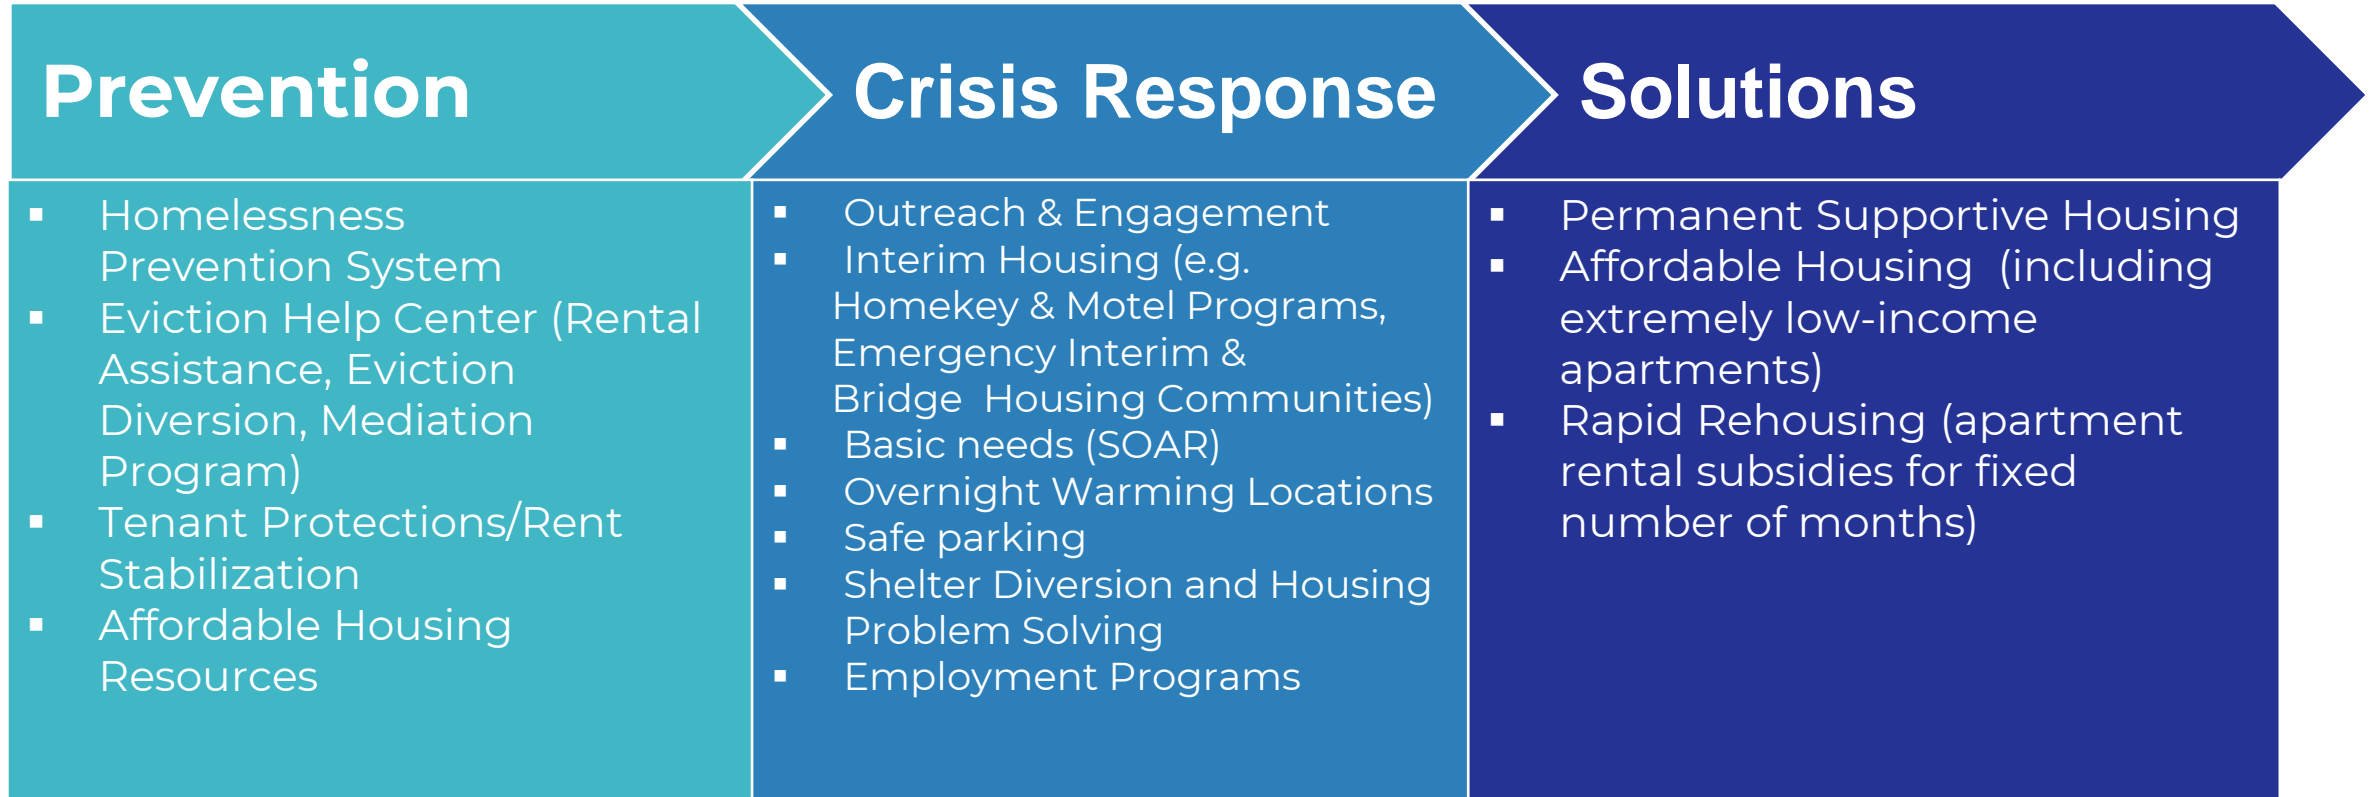 Prevention
▪ Homelessness
Prevention System
▪ Eviction Help Center (Rental
Assistance, Eviction
Diversion, Mediation
Program)
▪ Tenant Protections/Rent
Stabilization
▪ Affordable Housing
Resources
Crisis Response
▪ Outreach & Engagement
▪ Interim Housing (e.g.
Homekey & Motel Programs,
Emergency Interim &
Bridge  Housing Communities)
▪ Basic needs (SOAR)
▪ Overnight Warming Locations
▪ Safe parking
▪ Shelter Diversion and Housing
Problem Solving
▪ Employment Programs
Solutions
▪ Permanent Supportive Housing
▪ Affordable Housing  (including
extremely low-income
apartments)
▪ Rapid Rehousing (apartment
rental subsidies for fixed
number of months)